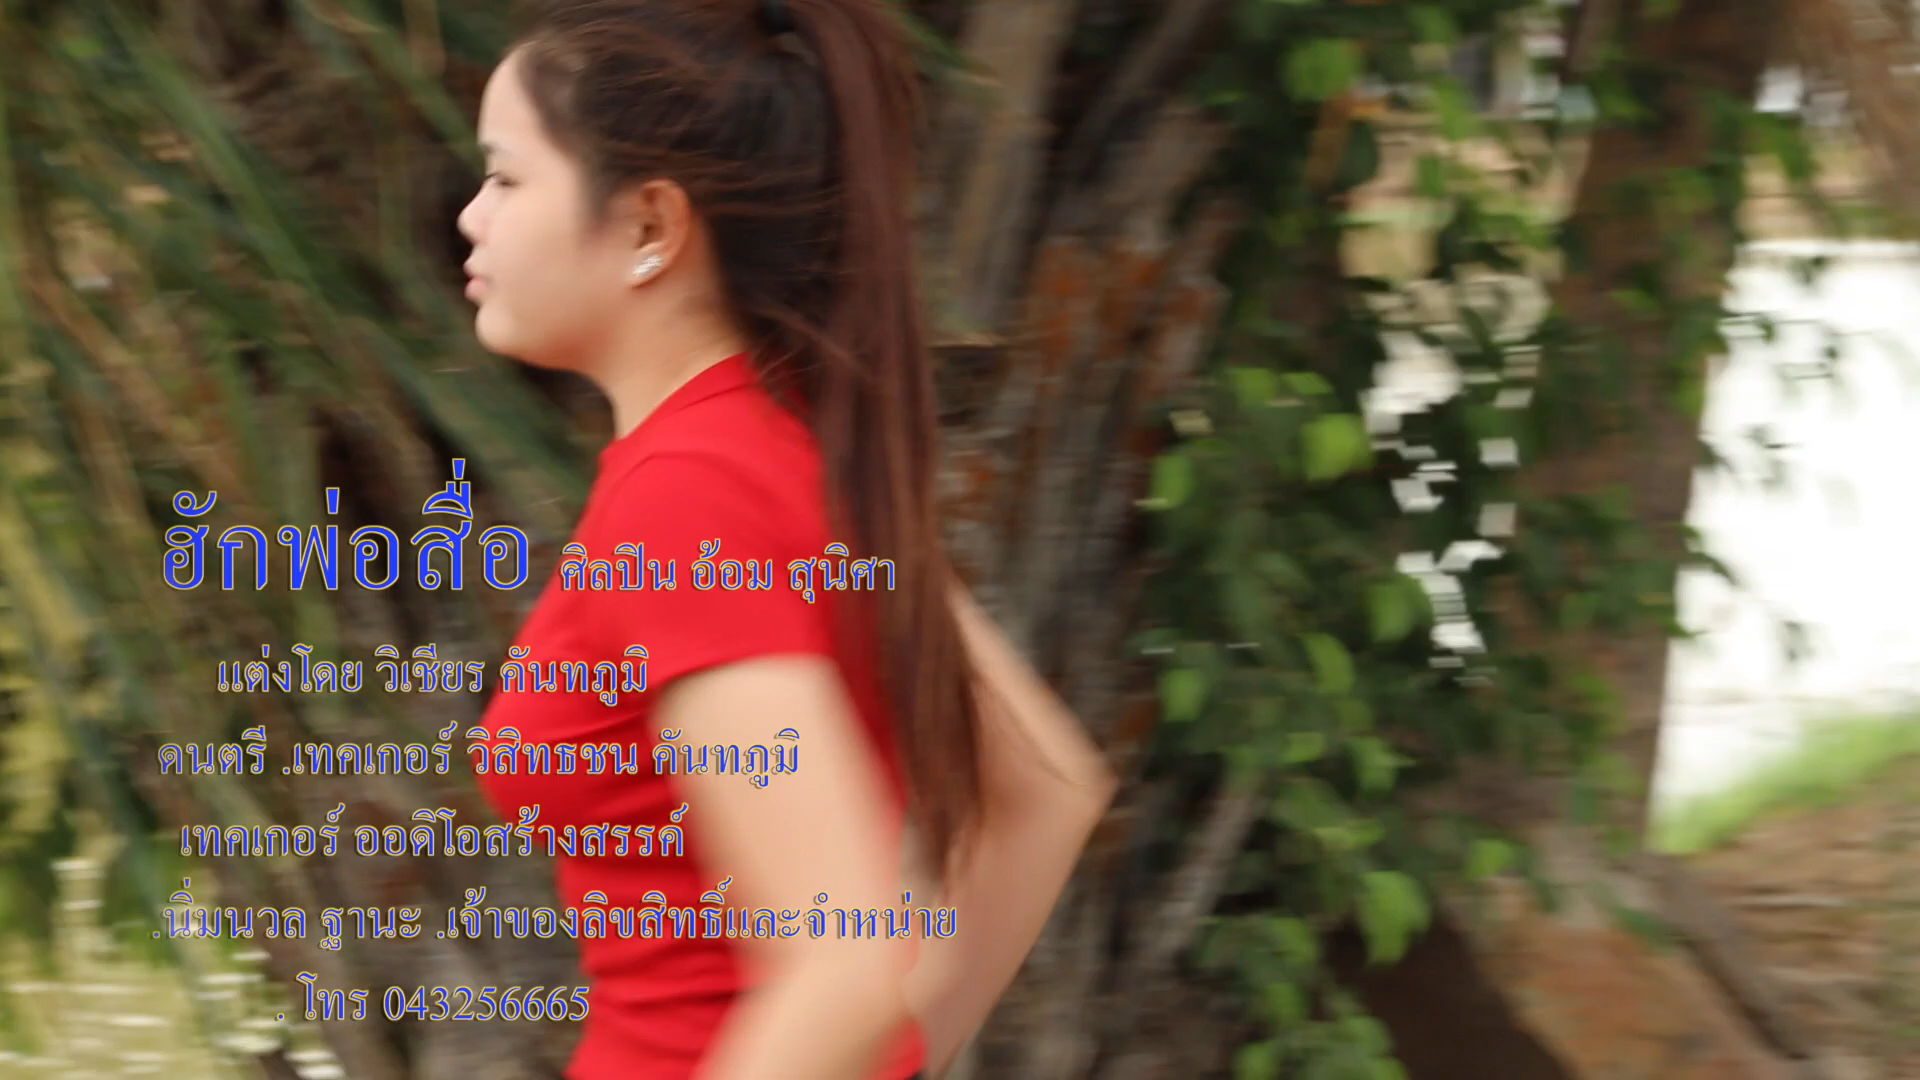 ฮักพ่อสื่อ ศิลปิน อ้อม สุนิศา
แต่งโดย วิเชียร คันทภูมิ
ดนตรี .เทคเกอร์ วิสิทธชน คันทภูมิ
เทคเกอร์ ออดิโอสร้างสรรค์
.นิ่มนวล ฐานะ .เจ้าของลิขสิทธิ์และจำหน่าย
. โทร 043256665